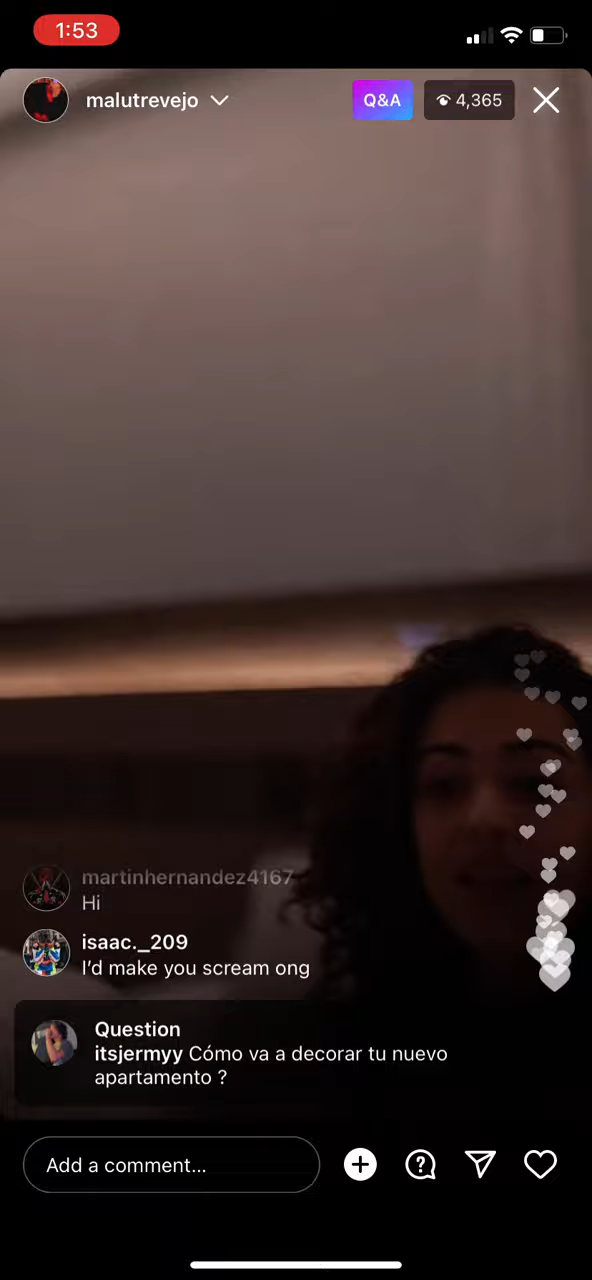 1:53
malutrevejo
Q&A
4,365
martinhernandez4167
Hi
isaac._209
I'd make you scream ong
Question
itsjermyy Cómo va a decorar tu nuevo
apartamento ?
Add a comment...